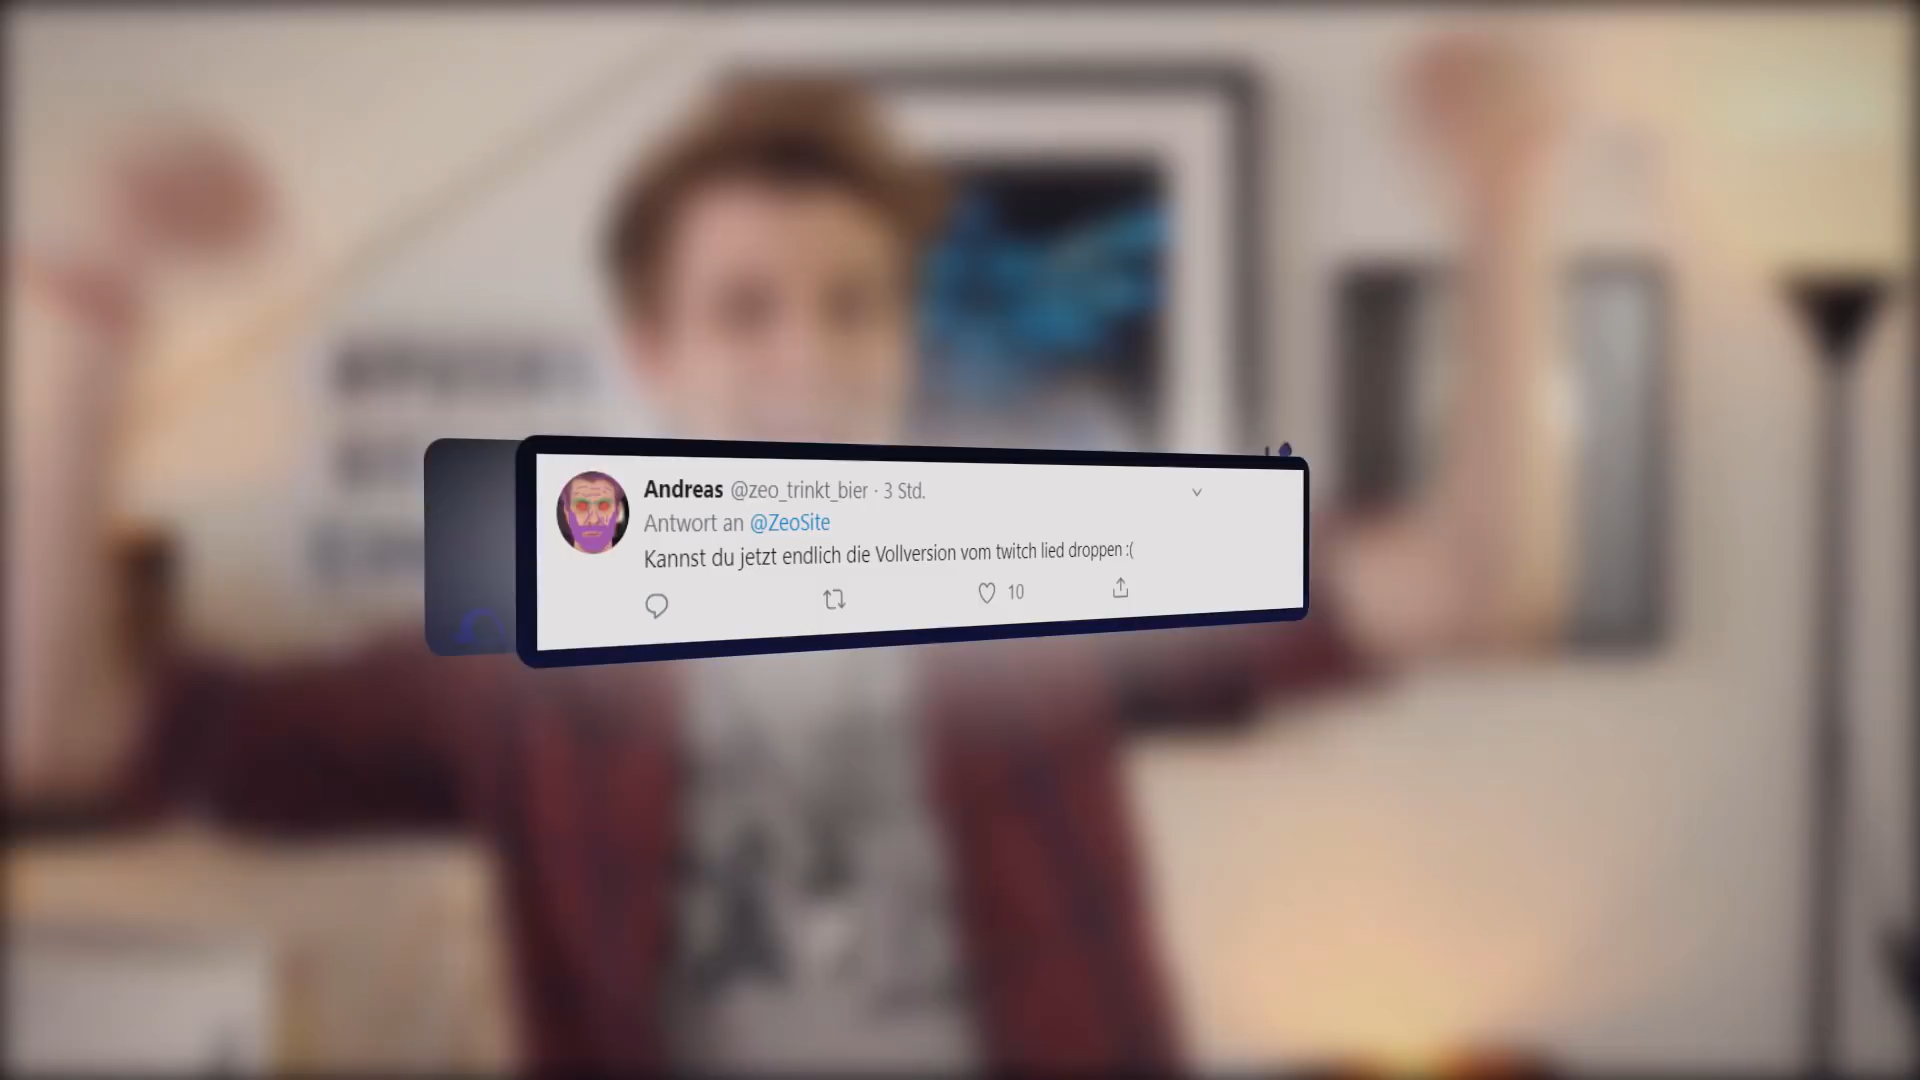 Andreas @zeo_trinkt_bier · 3 Std.
Antwort an @ZeoSite
Kannst du jetzt endlich die Vollversion vom twitch lied droppen :(
10